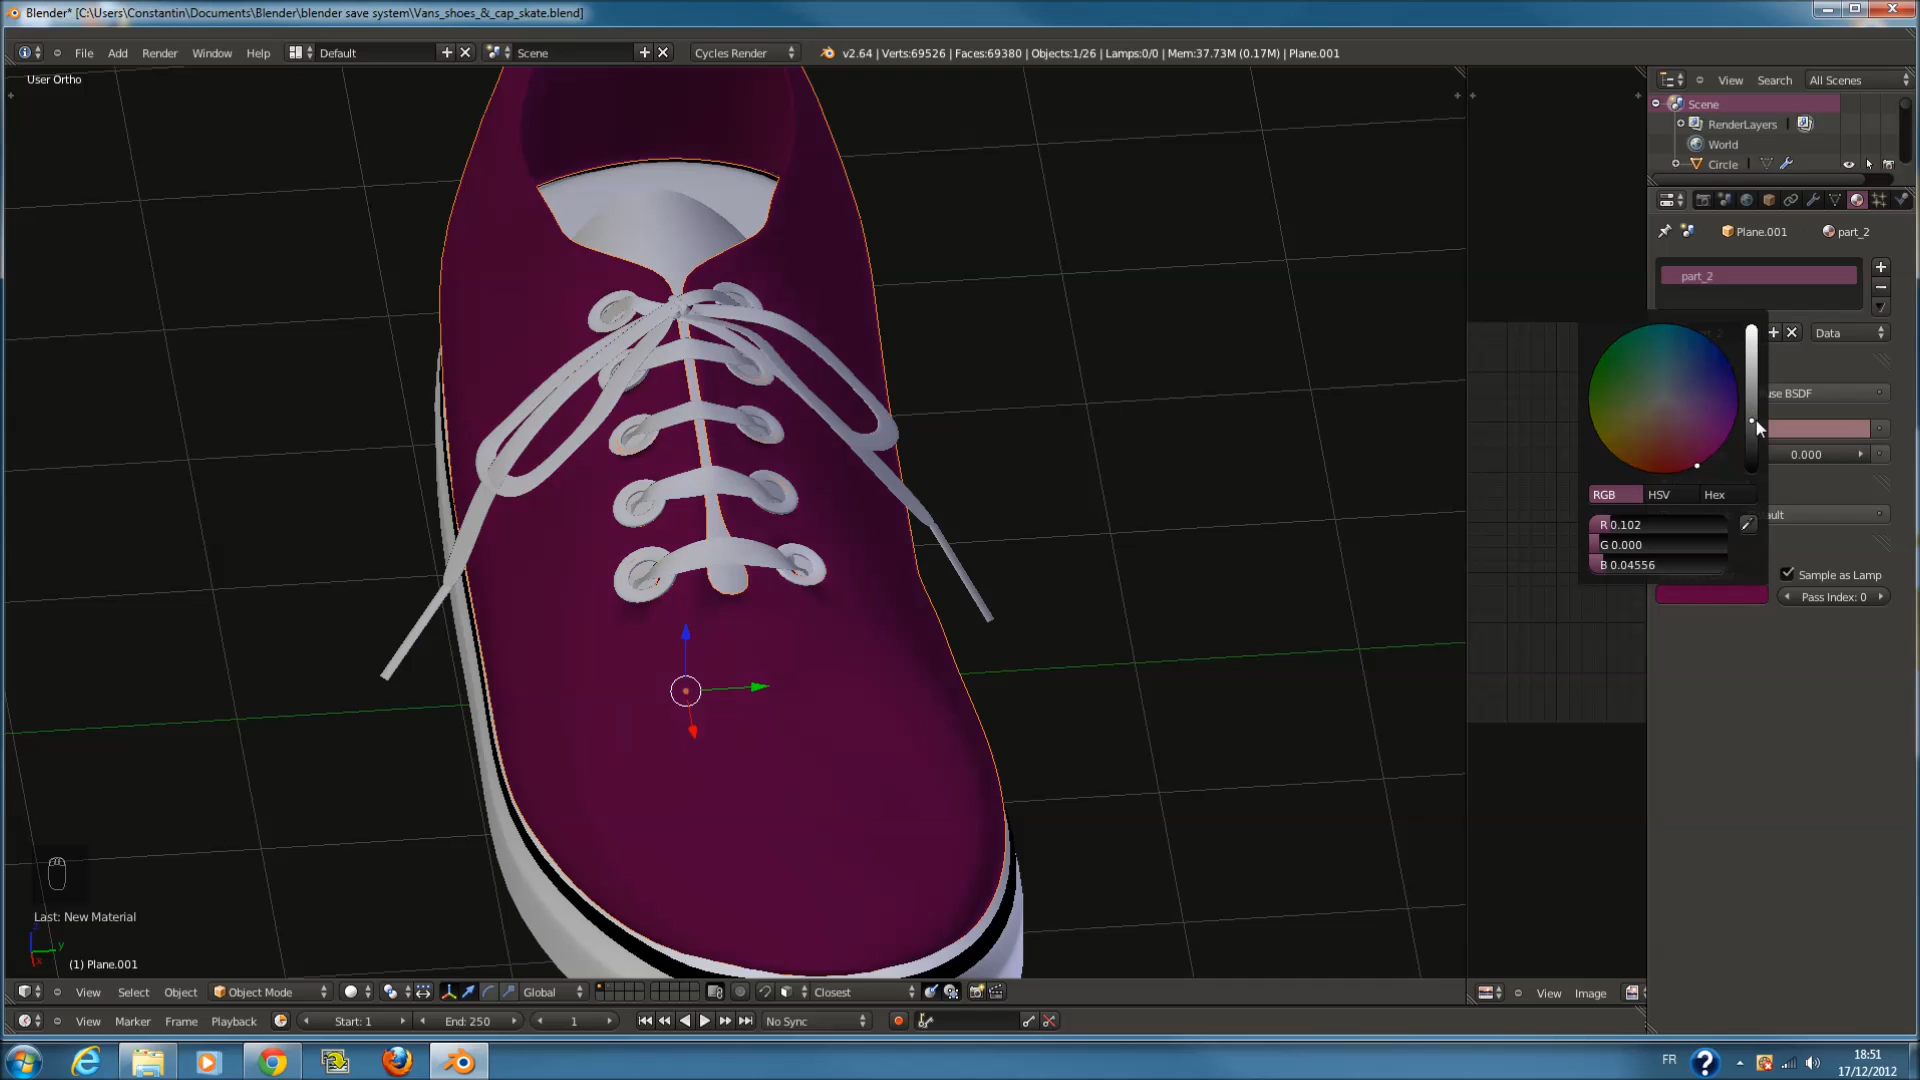 Blender* [C:\Users\Constantin\Documents\Blender\blender save system\Vans_shoes_&_cap_skate.blend]
File Add Render Window Help Default Scene Cycles Render v2.64 | Verts:69526 | Faces:69380 | Objects:1/26 | Lamps:0/0 | Mem:37.73M (0.17M) | Plane.001
User Ortho
View Search All Scenes
Scene
RenderLayers
World
Circle
Plane.001 part_2
part_2
Data
use BSDF
0.000
RGB HSV Hex
ault
R 0.102
G 0.000
B 0.04556
Sample as Lamp
Pass Index: 0
Last: New Material
z
y
x
(1) Plane.001
View Select Object Object Mode Global Closest
View Image
View Marker Frame Playback Start: 1 End: 250 1 No Sync
FR
18:51
17/12/2012